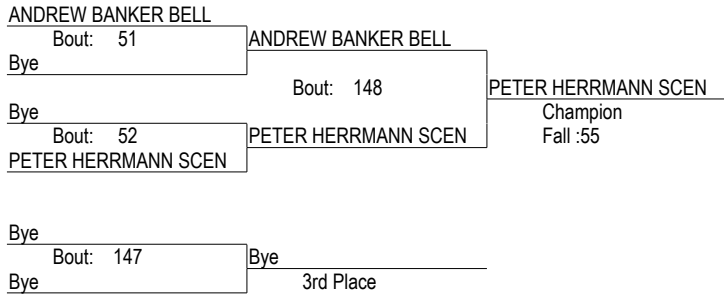 ANDREW BANKER BELL
Bout: 51
ANDREW BANKER BELL
Bye
Bout: 148
PETER HERRMANN SCEN
Bye
Champion
Bout: 52
PETER HERRMANN SCEN
Fall :55
PETER HERRMANN SCEN
Bye
Bout: 147
Bye
Bye
3rd Place